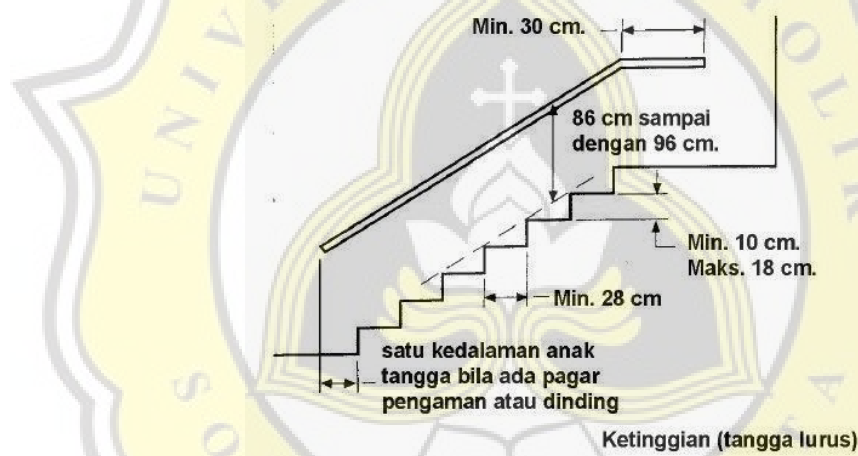 Min. 30 cm.
86 cm sampai
dengan 96 cm.
Min. 10 cm.
Maks. 18 cm.
Min. 28 cm
satu kedalaman anak
tangga bila ada pagar
pengaman atau dinding
Ketinggian (tangga lurus)